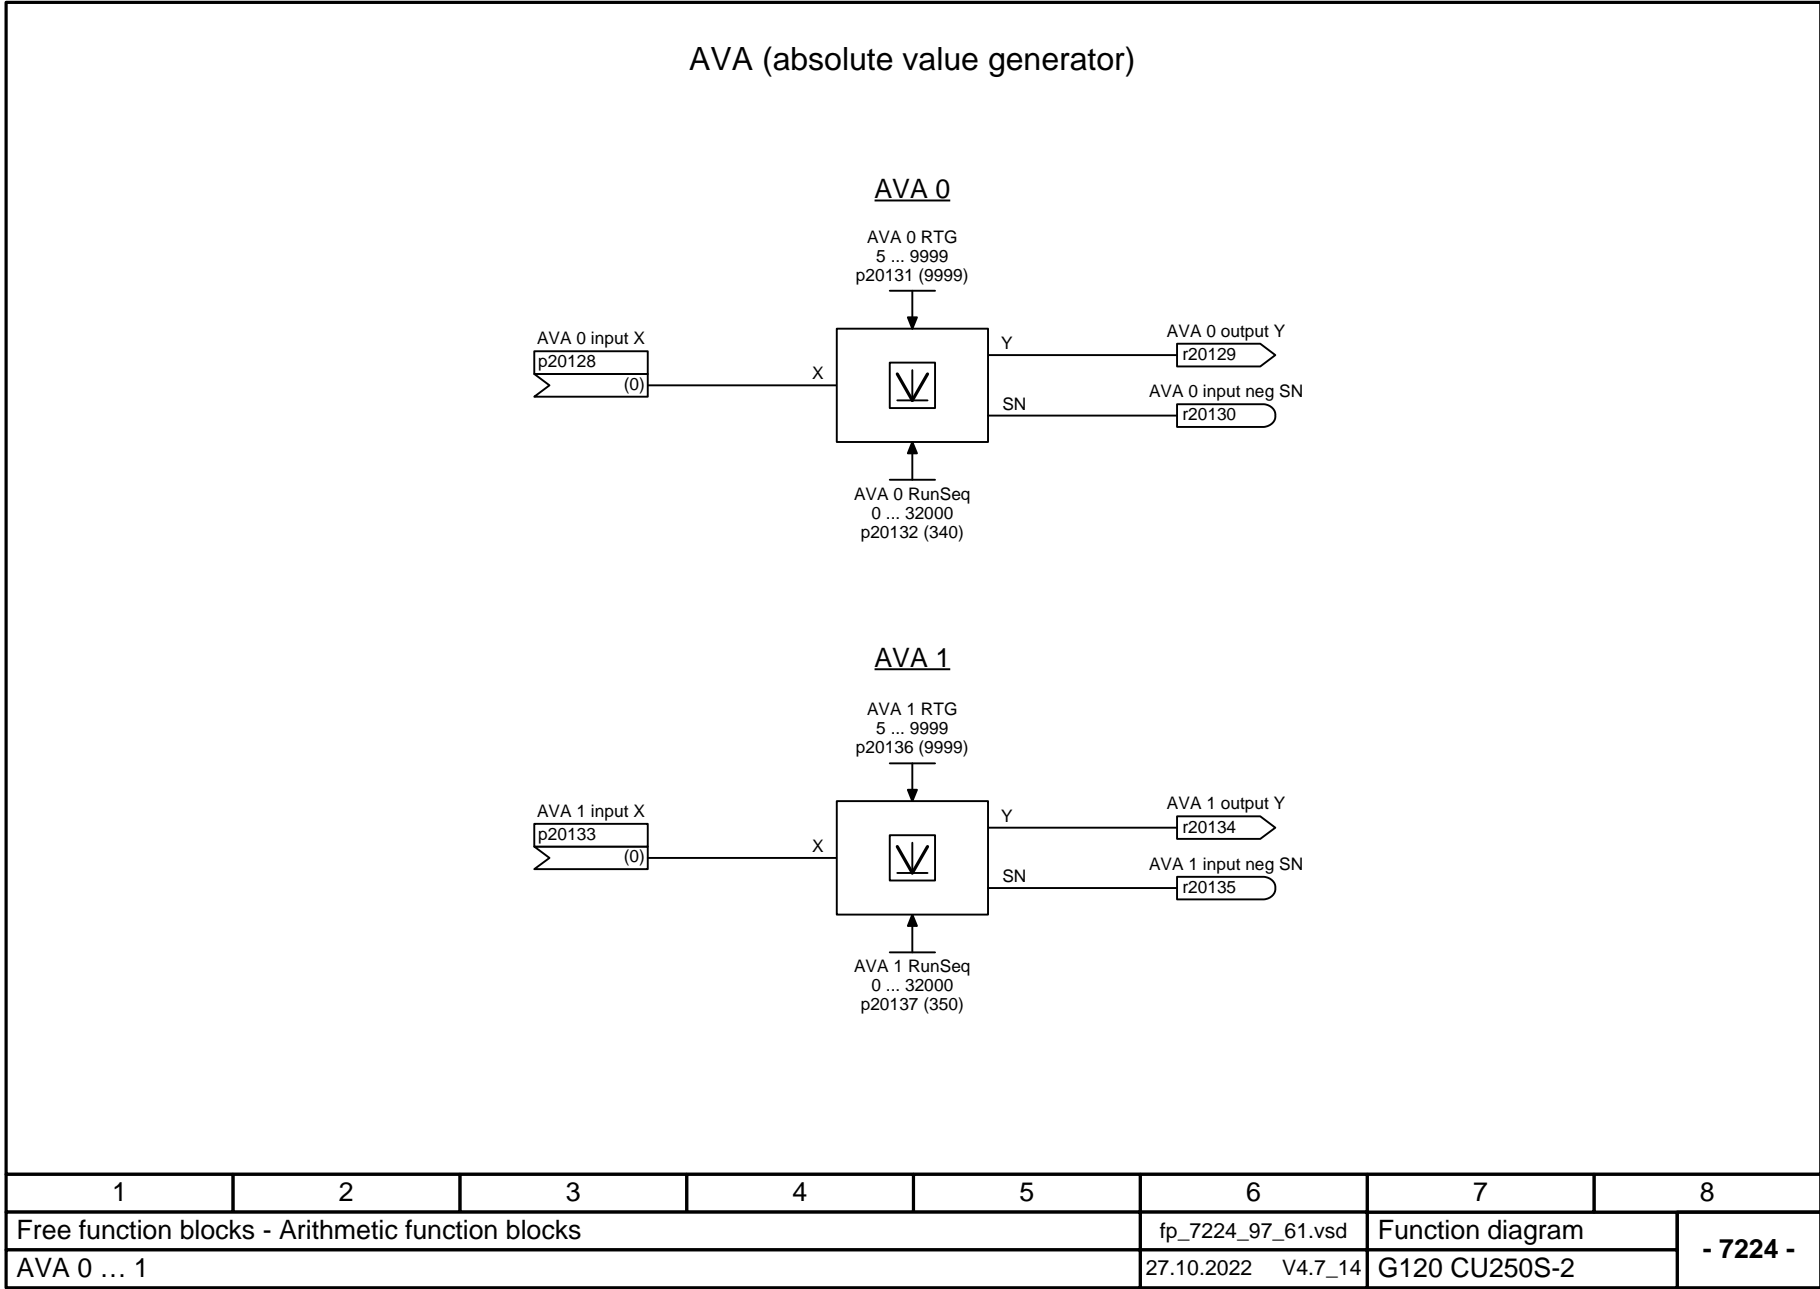 AVA (absolute value generator)
AVA 0
AVA 0 RTG
5 ... 9999
p20131 (9999)
AVA 0 input X
p20128
(0)
X
Y
AVA 0 output Y
r20129
SN
AVA 0 input neg SN
r20130
AVA 0 RunSeq
0 ... 32000
p20132 (340)
AVA 1
AVA 1 RTG
5 ... 9999
p20136 (9999)
AVA 1 input X
p20133
(0)
X
Y
AVA 1 output Y
r20134
SN
AVA 1 input neg SN
r20135
AVA 1 RunSeq
0 ... 32000
p20137 (350)
1 2 3 4 5 6 7 8
Free function blocks - Arithmetic function blocks fp_7224_97_61.vsd Function diagram
- 7224 -
AVA 0 … 1 27.10.2022 V4.7_14 G120 CU250S-2